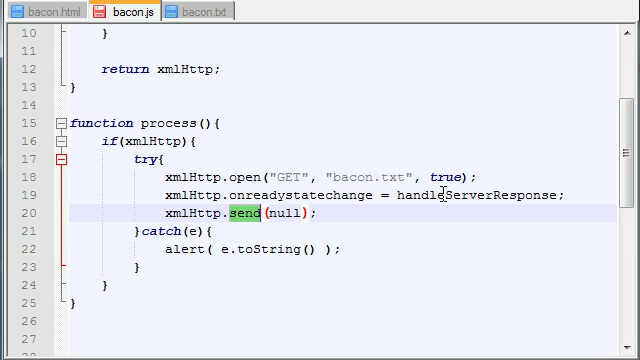 bacon.html bacon.js bacon.txt
10 }
11
12 return xmlHttp;
13 }
14
15 function process(){
16 if(xmlHttp){
17 try{
18 xmlHttp.open("GET", "bacon.txt", true);
19 xmlHttp.onreadystatechange = handleServerResponse;
20 xmlHttp.send(null);
21 }catch(e){
22 alert( e.toString() );
23 }
24 }
25 }
26
27
28